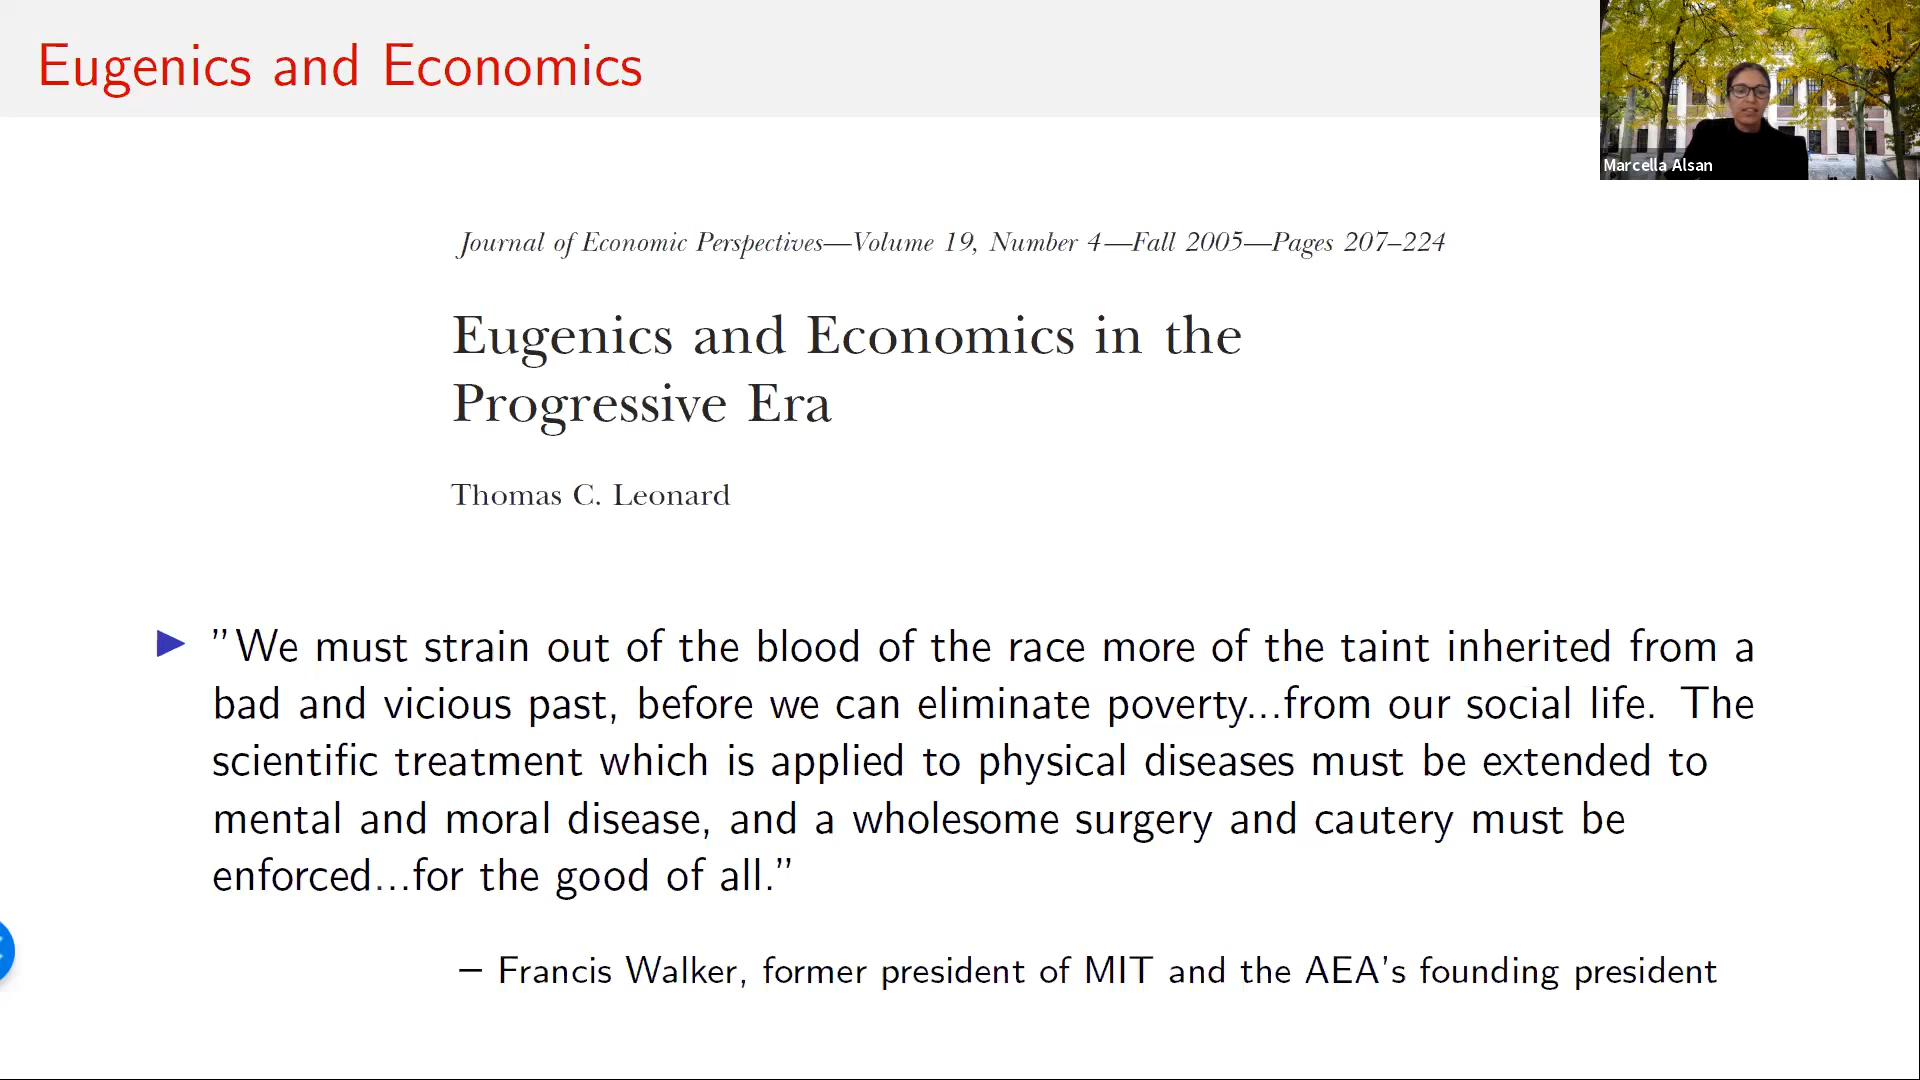 Eugenics and Economics
Marcella Alsan
Journal of Economic Perspectives—Volume 19, Number 4—Fall 2005—Pages 207–224
Eugenics and Economics in the
Progressive Era
Thomas C. Leonard
”We must strain out of the blood of the race more of the taint inherited from a
bad and vicious past, before we can eliminate poverty...from our social life. The
scientific treatment which is applied to physical diseases must be extended to
mental and moral disease, and a wholesome surgery and cautery must be
enforced...for the good of all.”
– Francis Walker, former president of MIT and the AEA’s founding president